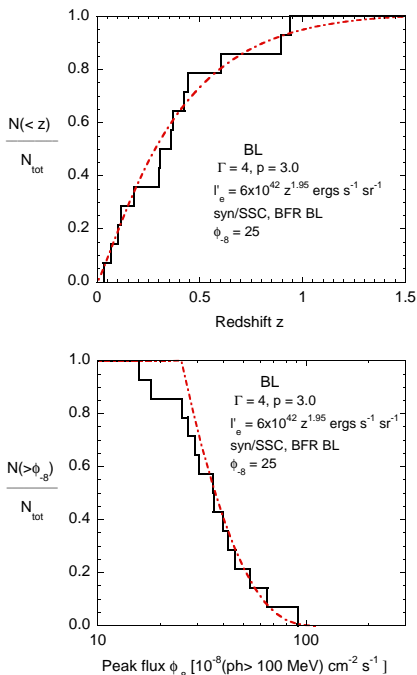 1.0
0.8
0.6
0.4
0.2
0.0
N(< z)
N_tot
BL
Γ = 4, p = 3.0
l'_e = 6x10^42 z^1.95 ergs s^-1 sr^-1
syn/SSC, BFR BL
ϕ_-8 = 25
0 0.5 1 1.5
Redshift z
1.0
0.8
0.6
0.4
0.2
0.0
N(>ϕ_-8)
N_tot
BL
Γ = 4, p = 3.0
l'_e = 6x10^42 z^1.95 ergs s^-1 sr^-1
syn/SSC, BFR BL
ϕ_-8 = 25
10 100
Peak flux ϕ_-8 [10^-8(ph> 100 MeV) cm^-2 s^-1]